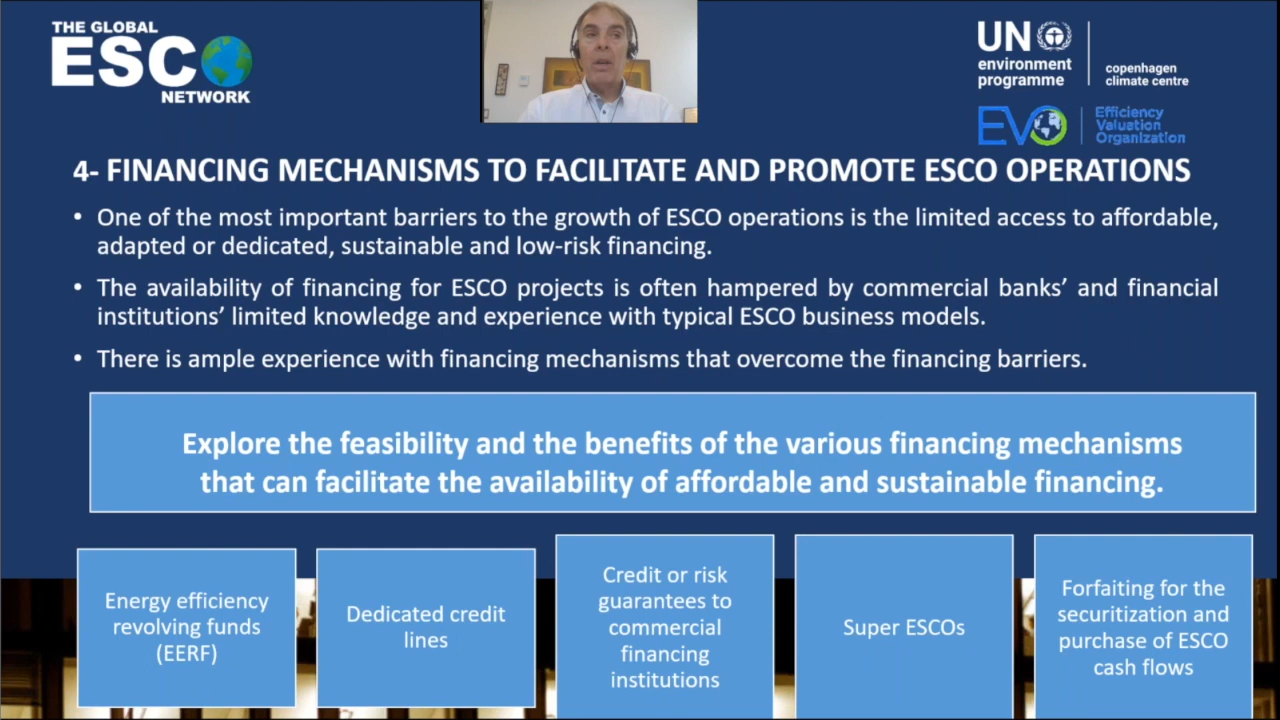 THE GLOBAL
ESC
NETWORK
UN
environment
programme
copenhagen
climate centre
EVO
Efficiency
Valuation
Organization
4- FINANCING MECHANISMS TO FACILITATE AND PROMOTE ESCO OPERATIONS
• One of the most important barriers to the growth of ESCO operations is the limited access to affordable,
adapted or dedicated, sustainable and low-risk financing.
• The availability of financing for ESCO projects is often hampered by commercial banks’ and financial
institutions’ limited knowledge and experience with typical ESCO business models.
• There is ample experience with financing mechanisms that overcome the financing barriers.
Explore the feasibility and the benefits of the various financing mechanisms
that can facilitate the availability of affordable and sustainable financing.
Energy efficiency
revolving funds
(EERF)
Dedicated credit
lines
Credit or risk
guarantees to
commercial
financing
institutions
Super ESCOs
Forfaiting for the
securitization and
purchase of ESCO
cash flows